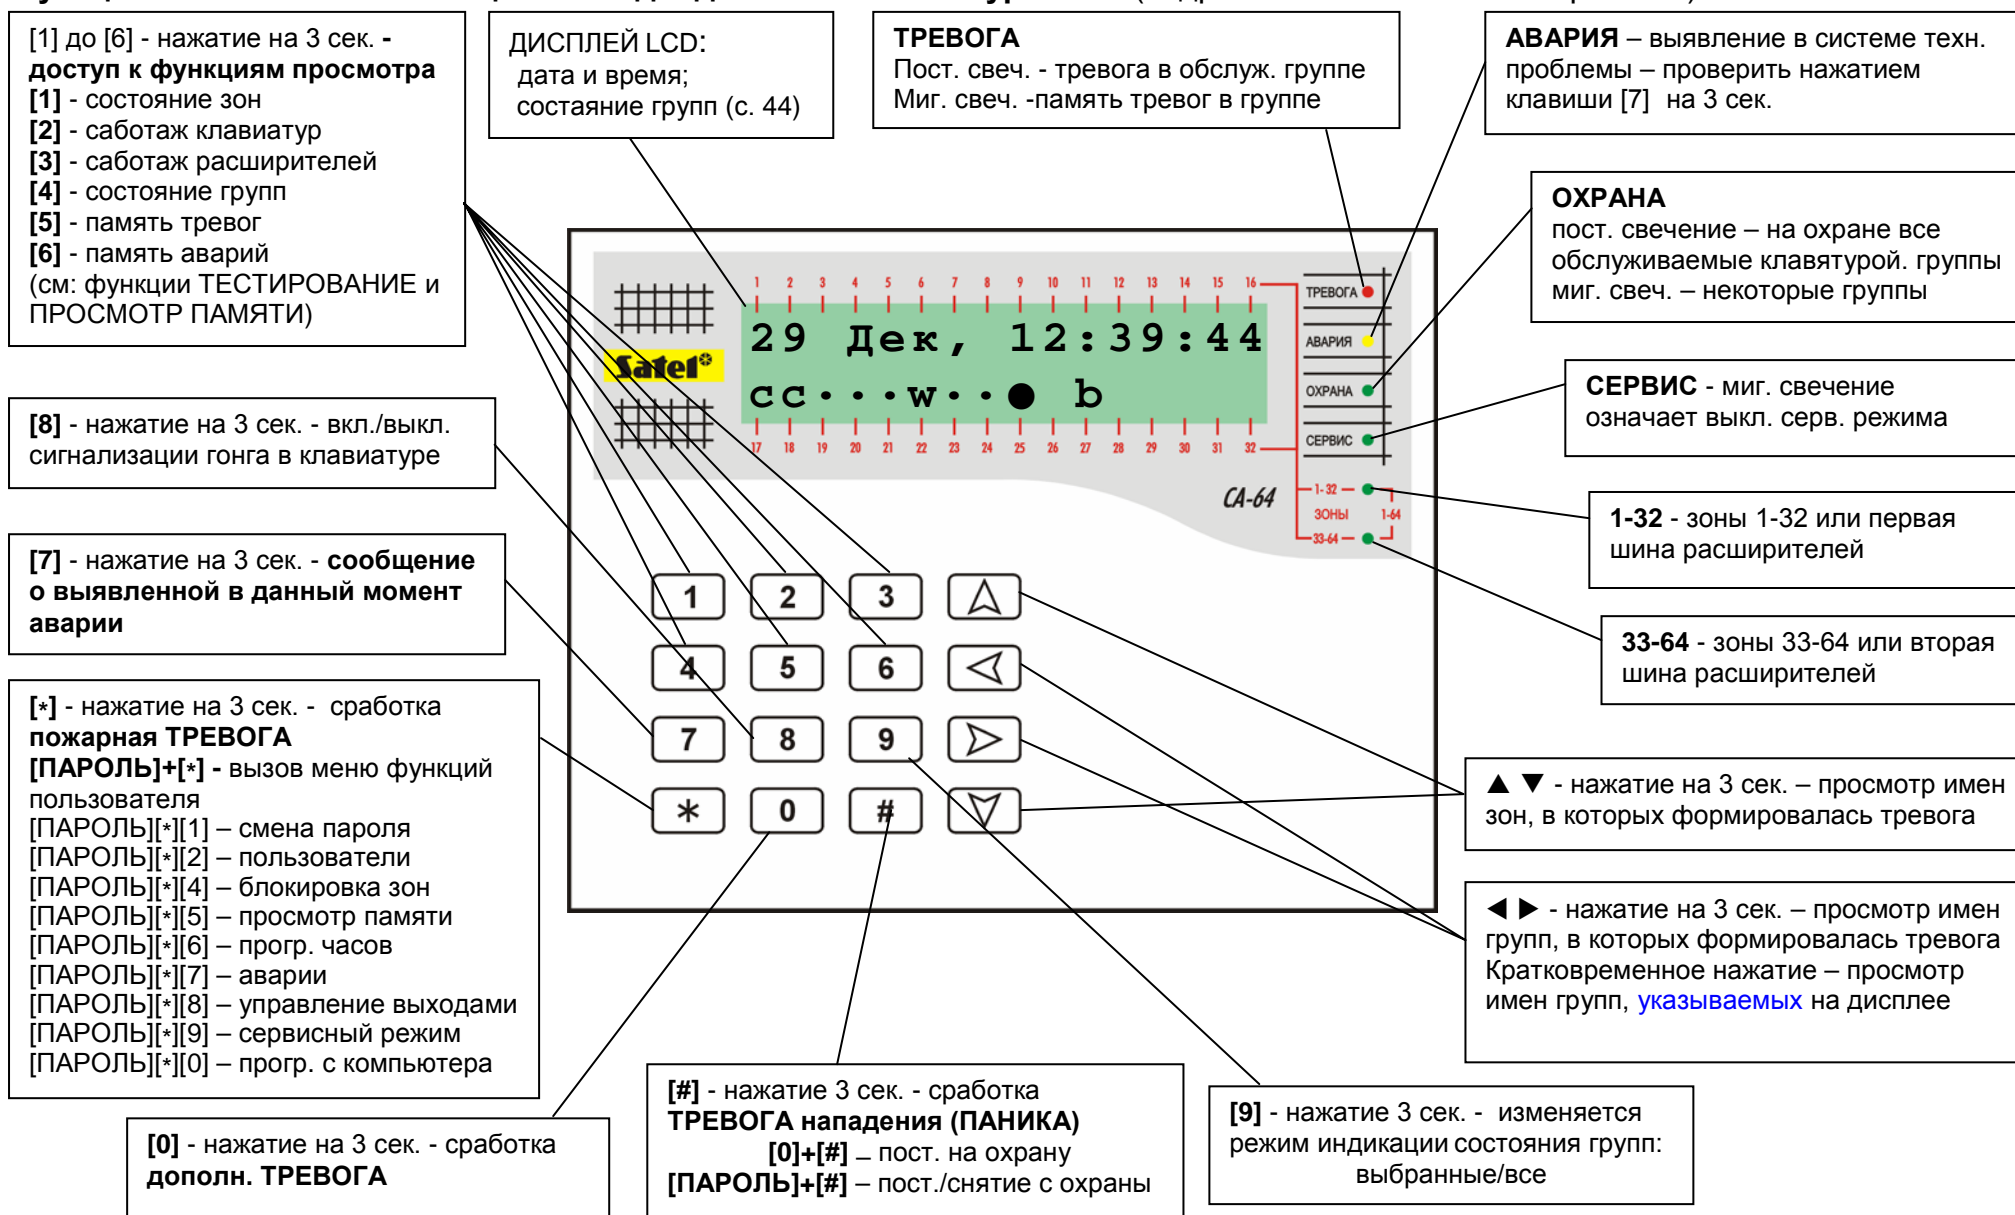 [1] до [6] - нажатие на 3 сек. -
доступ к функциям просмотра
[1] - состояние зон
[2] - саботаж клавиатур
[3] - саботаж расширителей
[4] - состояние групп
[5] - память тревог
[6] - память аварий
(см: функции ТЕСТИРОВАНИЕ и
ПРОСМОТР ПАМЯТИ)
ДИСПЛЕЙ LCD:
дата и время;
состаяние групп (с. 44)
ТРЕВОГА
Пост. свеч. - тревога в обслуж. группе
Миг. свеч. -память тревог в группе
АВАРИЯ – выявление в системе техн.
проблемы – проверить нажатием
клавиши [7] на 3 сек.
ОХРАНА
пост. свечение – на охране все
обслуживаемые клавятурой. группы
миг. свеч. – некоторые группы
СЕРВИС - миг. свечение
означает выкл. серв. режима
1-32 - зоны 1-32 или первая
шина расширителей
33-64 - зоны 33-64 или вторая
шина расширителей
▲ ▼ - нажатие на 3 сек. – просмотр имен
зон, в которых формировалась тревога
◀ ▶ - нажатие на 3 сек. – просмотр имен
групп, в которых формировалась тревога
Кратковременное нажатие – просмотр
имен групп, указываемых на дисплее
[8] - нажатие на 3 сек. - вкл./выкл.
сигнализации гонга в клавиатуре
[7] - нажатие на 3 сек. - сообщение
о выявленной в данный момент
аварии
[*] - нажатие на 3 сек. - сработка
пожарная ТРЕВОГА
[ПАРОЛЬ]+[*] - вызов меню функций
пользователя
[ПАРОЛЬ][*][1] – смена пароля
[ПАРОЛЬ][*][2] – пользователи
[ПАРОЛЬ][*][4] – блокировка зон
[ПАРОЛЬ][*][5] – просмотр памяти
[ПАРОЛЬ][*][6] – прогр. часов
[ПАРОЛЬ][*][7] – аварии
[ПАРОЛЬ][*][8] – управление выходами
[ПАРОЛЬ][*][9] – сервисный режим
[ПАРОЛЬ][*][0] – прогр. с компьютера
[0] - нажатие на 3 сек. - сработка
дополн. ТРЕВОГА
[#] - нажатие 3 сек. - сработка
ТРЕВОГА нападения (ПАНИКА)
[0]+[#] – пост. на охрану
[ПАРОЛЬ]+[#] – пост./снятие с охраны
[9] - нажатие 3 сек. - изменяется
режим индикации состояния групп:
выбранные/все
1 2 3 4 5 6 7 8 9 10 11 12 13 14 15 16
29 Дек, 12:39:44
cc···w··● b
17 18 19 20 21 22 23 24 25 26 27 28 29 30 31 32
Satel
ТРЕВОГА
АВАРИЯ
ОХРАНА
СЕРВИС
CA-64
1-32
ЗОНЫ 1-64
33-64
1 2 3
4 5 6
7 8 9
* 0 #